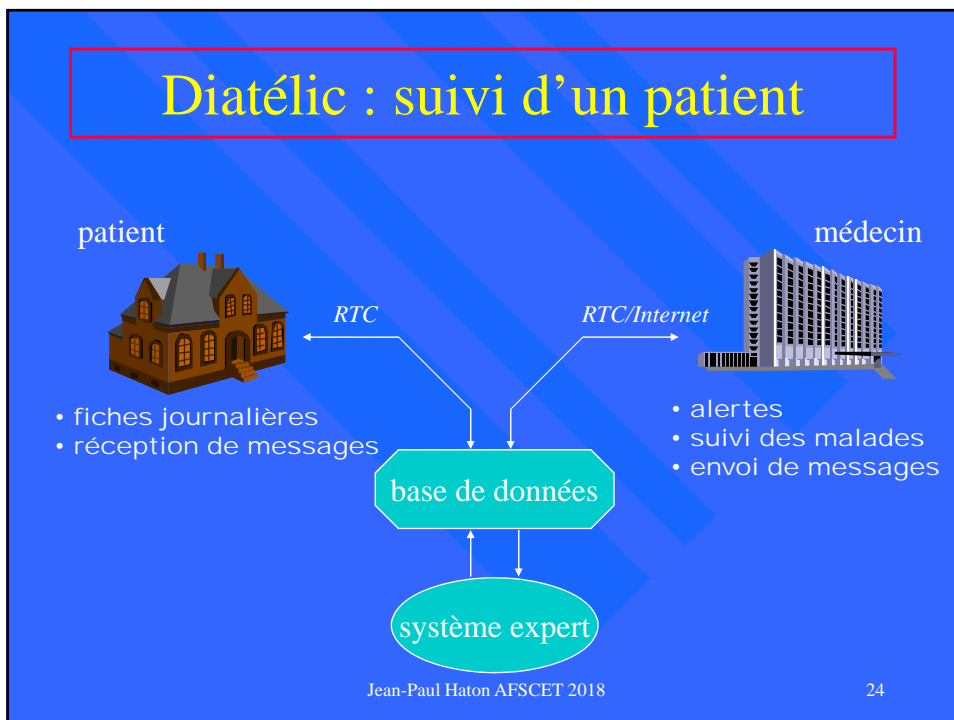 Diatélic : suivi d'un patient
patient
médecin
RTC
RTC/Internet
• fiches journalières
• réception de messages
• alertes
• suivi des malades
• envoi de messages
base de données
système expert
Jean-Paul Haton AFSCET 2018
24